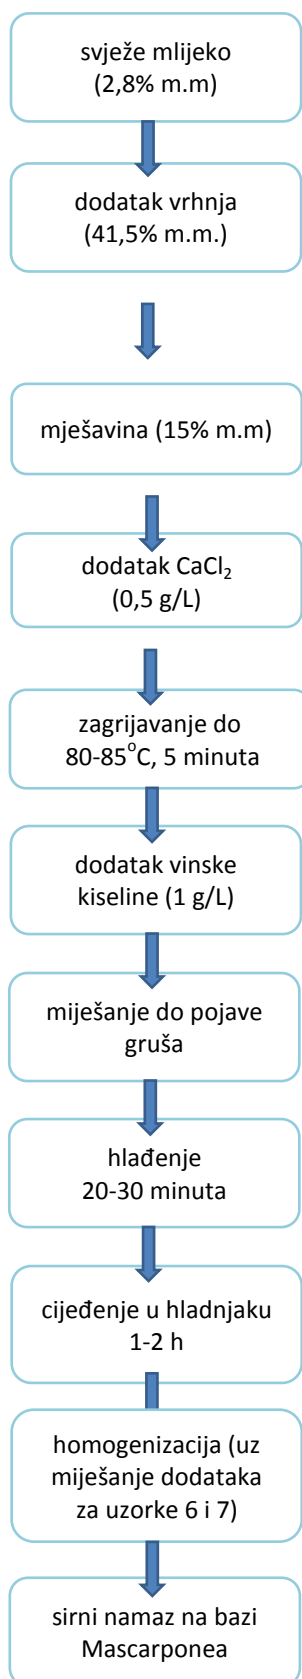 svježe mlijeko
(2,8% m.m)
dodatak vrhnja
(41,5% m.m.)
mješavina (15% m.m)
dodatak CaCl₂
(0,5 g/L)
zagrijavanje do
80-85°C, 5 minuta
dodatak vinske
kiseline (1 g/L)
miješanje do pojave
gruša
hlađenje
20-30 minuta
cijeđenje u hladnjaku
1-2 h
homogenizacija (uz
miješanje dodataka
za uzorke 6 i 7)
sirni namaz na bazi
Mascarponea